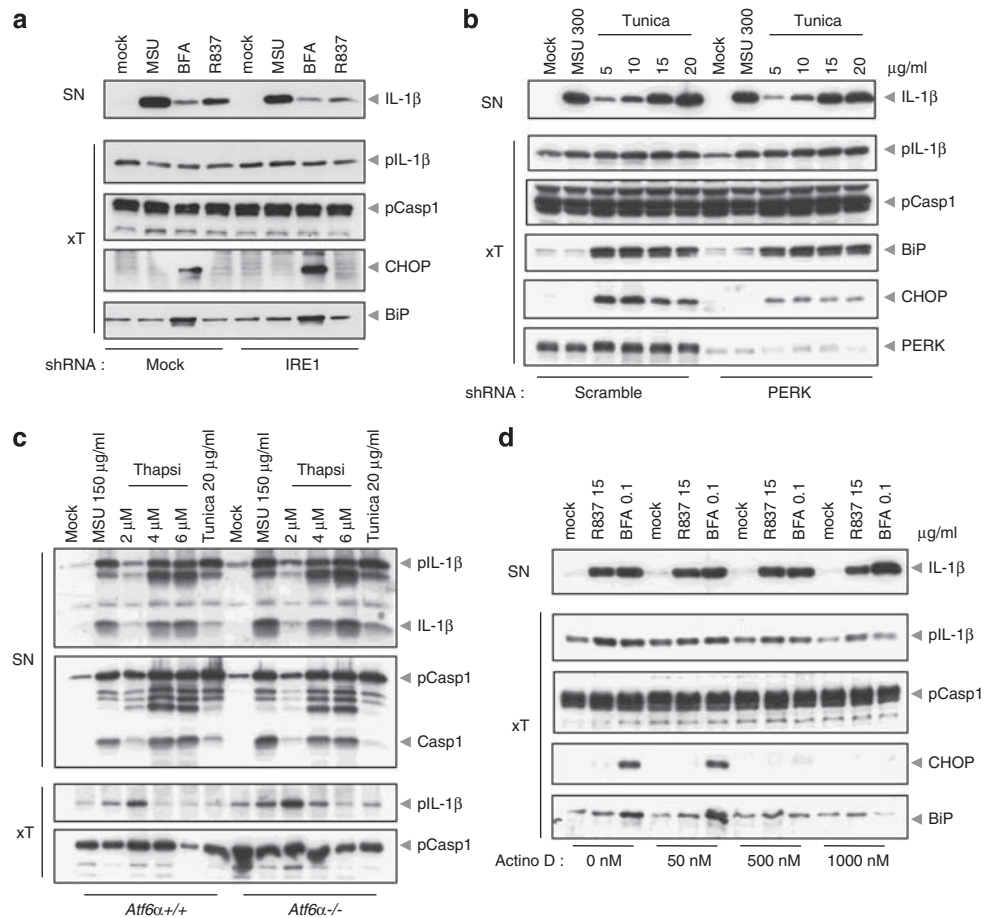 a
mock MSU BFA R837 mock MSU BFA R837
SN
IL-1β
pIL-1β
pCasp1
xT
CHOP
BiP
shRNA : Mock IRE1
b
Tunica Tunica
Mock MSU 300 5 10 15 20 Mock MSU 300 5 10 15 20 μg/ml
SN
IL-1β
pIL-1β
pCasp1
xT
BiP
CHOP
PERK
shRNA : Scramble PERK
c
Thapsi Thapsi
Mock MSU 150 μg/ml 2 μM 4 μM 6 μM Tunica 20 μg/ml Mock MSU 150 μg/ml 2 μM 4 μM 6 μM Tunica 20 μg/ml
pIL-1β
IL-1β
SN
pCasp1
Casp1
pIL-1β
xT
pCasp1
Atf6α+/+ Atf6α-/-
d
mock R837 15 BFA 0.1 mock R837 15 BFA 0.1 mock R837 15 BFA 0.1 mock R837 15 BFA 0.1 μg/ml
SN
IL-1β
pIL-1β
pCasp1
xT
CHOP
BiP
Actino D : 0 nM 50 nM 500 nM 1000 nM